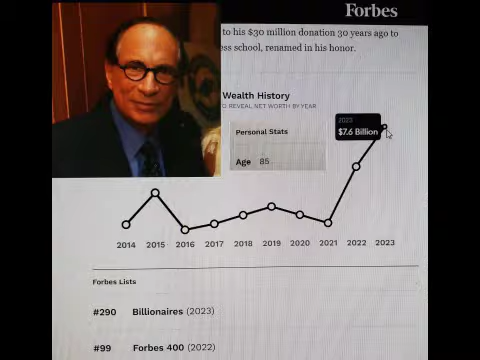 Forbes
to his $30 million donation 30 years ago to
ss school, renamed in his honor.
Wealth History
REVEAL NET WORTH BY YEAR
Personal Stats
Age 85
2023
$7.6 Billion
2014 2015 2016 2017 2018 2019 2020 2021 2022 2023
Forbes Lists
#290 Billionaires (2023)
#99 Forbes 400 (2022)